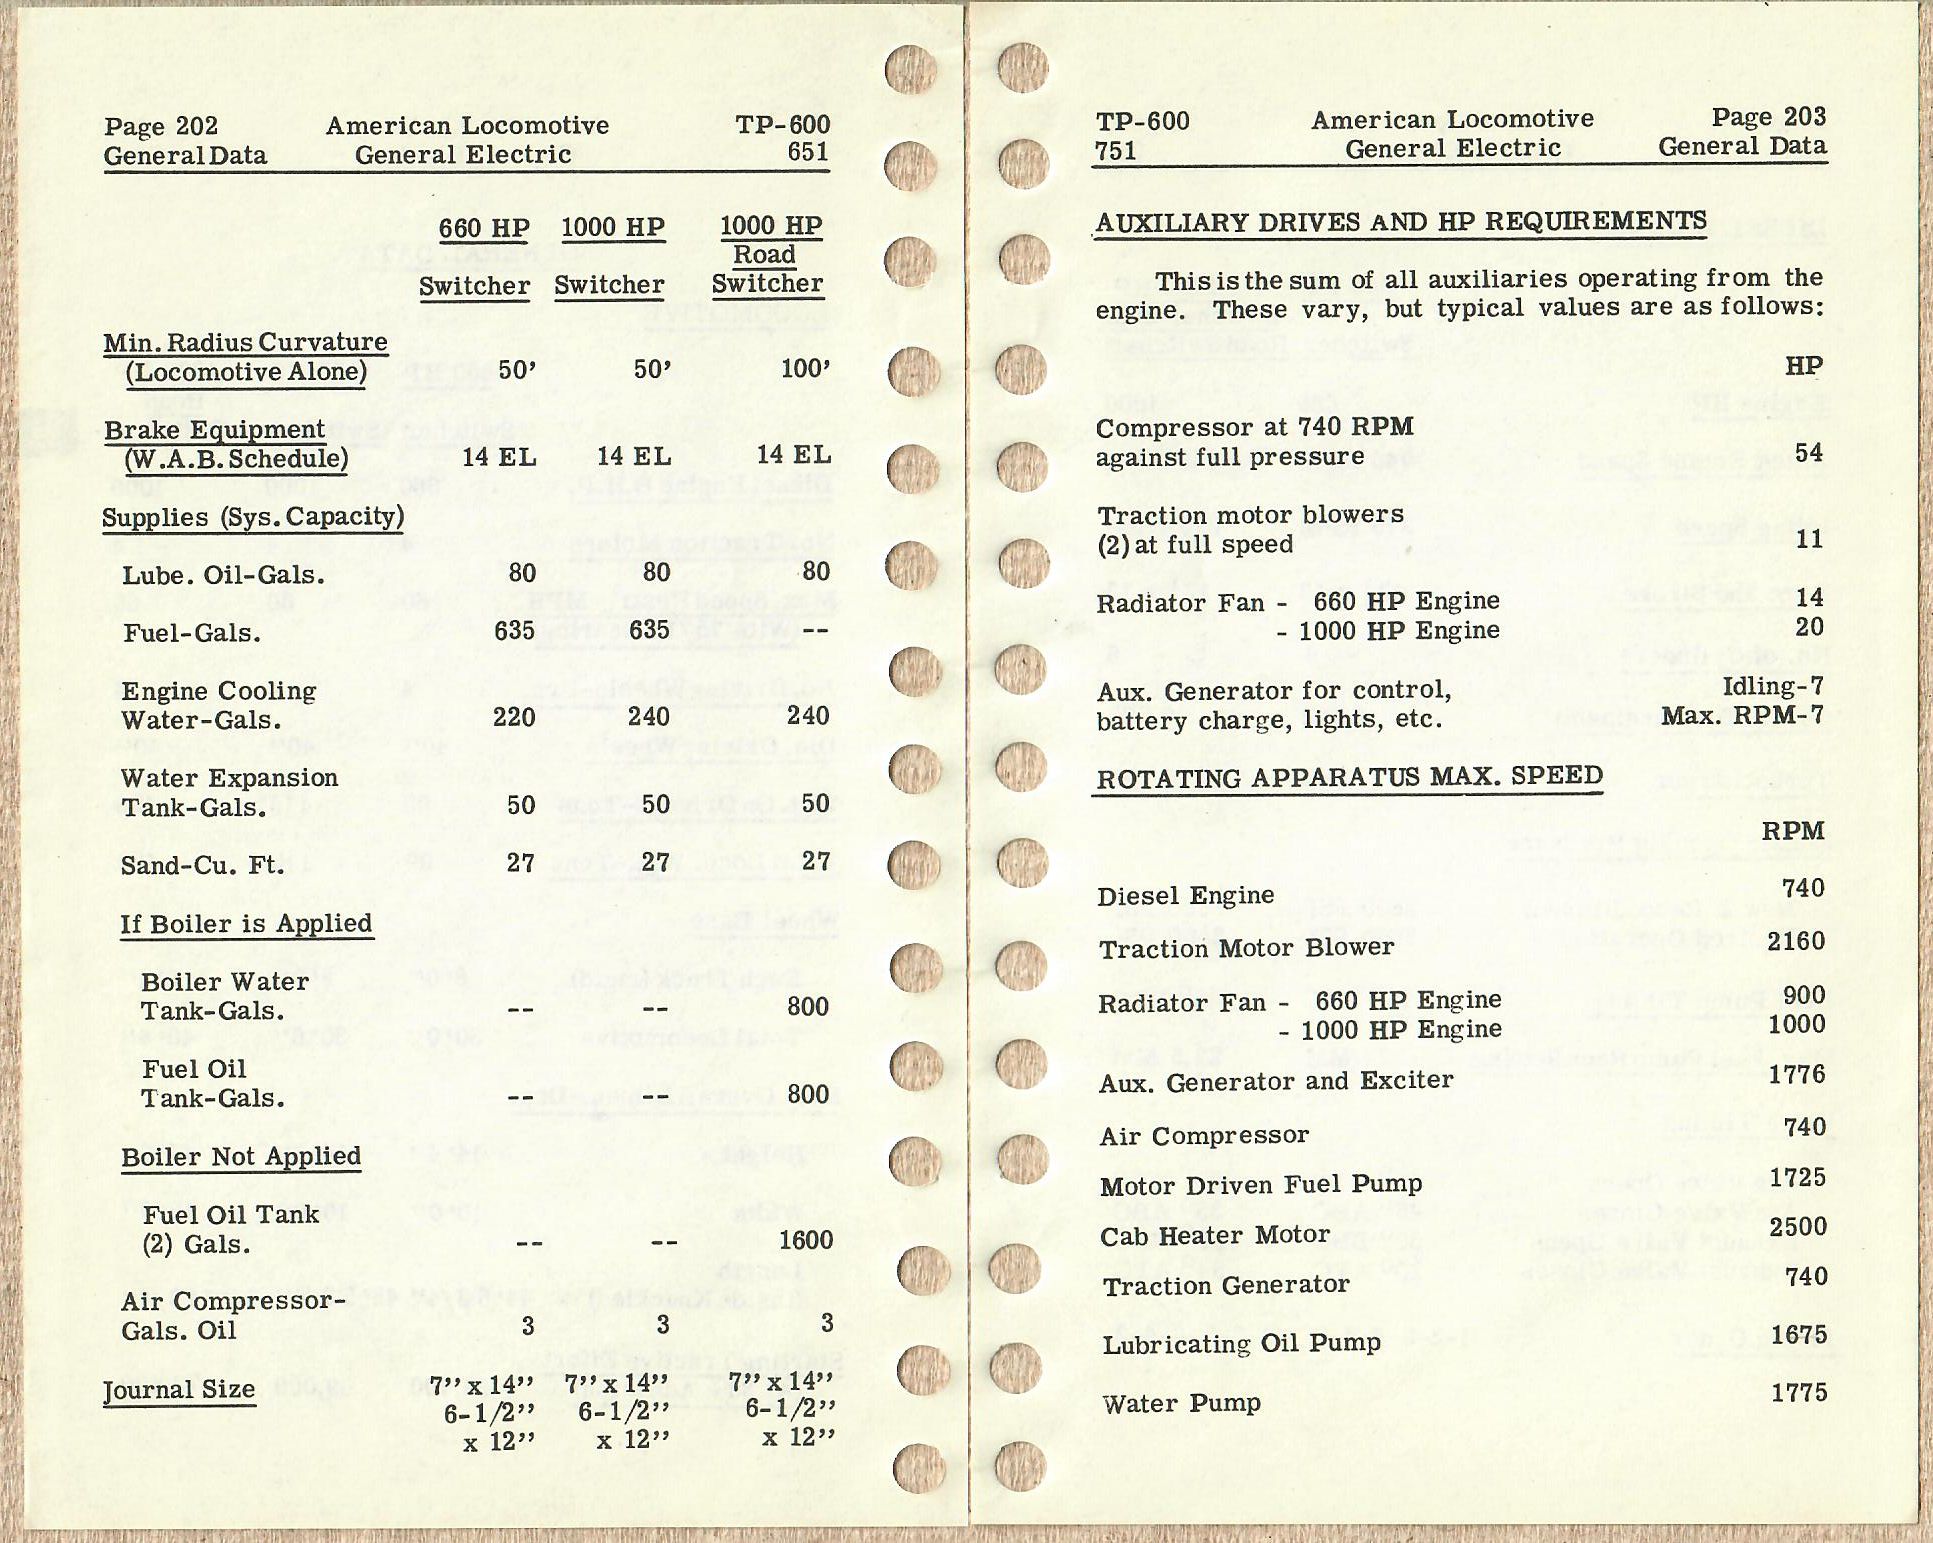 Page 202 American Locomotive TP-600
General Data General Electric 651
660 HP 1000 HP 1000 HP
Road
Switcher Switcher Switcher
Min. Radius Curvature
(Locomotive Alone) 50' 50' 100'
Brake Equipment
(W.A.B. Schedule) 14 EL 14 EL 14 EL
Supplies (Sys. Capacity)
Lube. Oil-Gals. 80 80 80
Fuel-Gals. 635 635 --
Engine Cooling
Water-Gals. 220 240 240
Water Expansion
Tank-Gals. 50 50 50
Sand-Cu. Ft. 27 27 27
If Boiler is Applied
Boiler Water
Tank-Gals. -- -- 800
Fuel Oil
Tank-Gals. -- -- 800
Boiler Not Applied
Fuel Oil Tank
(2) Gals. -- -- 1600
Air Compressor-
Gals. Oil 3 3 3
Journal Size 7" x 14" 7" x 14" 7" x 14"
6-1/2" 6-1/2" 6-1/2"
x 12" x 12" x 12"
TP-600 American Locomotive Page 203
751 General Electric General Data
AUXILIARY DRIVES AND HP REQUIREMENTS
This is the sum of all auxiliaries operating from the
engine. These vary, but typical values are as follows:
HP
Compressor at 740 RPM
against full pressure 54
Traction motor blowers
(2) at full speed 11
Radiator Fan - 660 HP Engine 14
- 1000 HP Engine 20
Aux. Generator for control, Idling-7
battery charge, lights, etc. Max. RPM-7
ROTATING APPARATUS MAX. SPEED
RPM
Diesel Engine 740
Traction Motor Blower 2160
Radiator Fan - 660 HP Engine 900
- 1000 HP Engine 1000
Aux. Generator and Exciter 1776
Air Compressor 740
Motor Driven Fuel Pump 1725
Cab Heater Motor 2500
Traction Generator 740
Lubricating Oil Pump 1675
Water Pump 1775